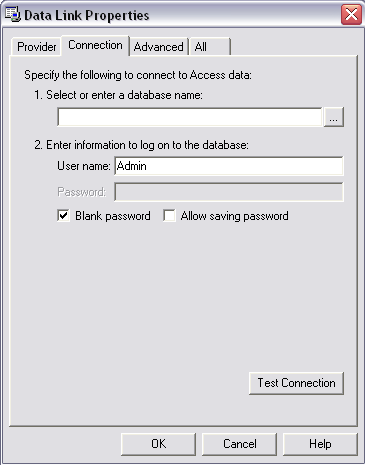 Data Link Properties
Provider Connection Advanced All
Specify the following to connect to Access data:
1. Select or enter a database name:
...
2. Enter information to log on to the database:
User name: Admin
Password:
Blank password Allow saving password
Test Connection
OK Cancel Help